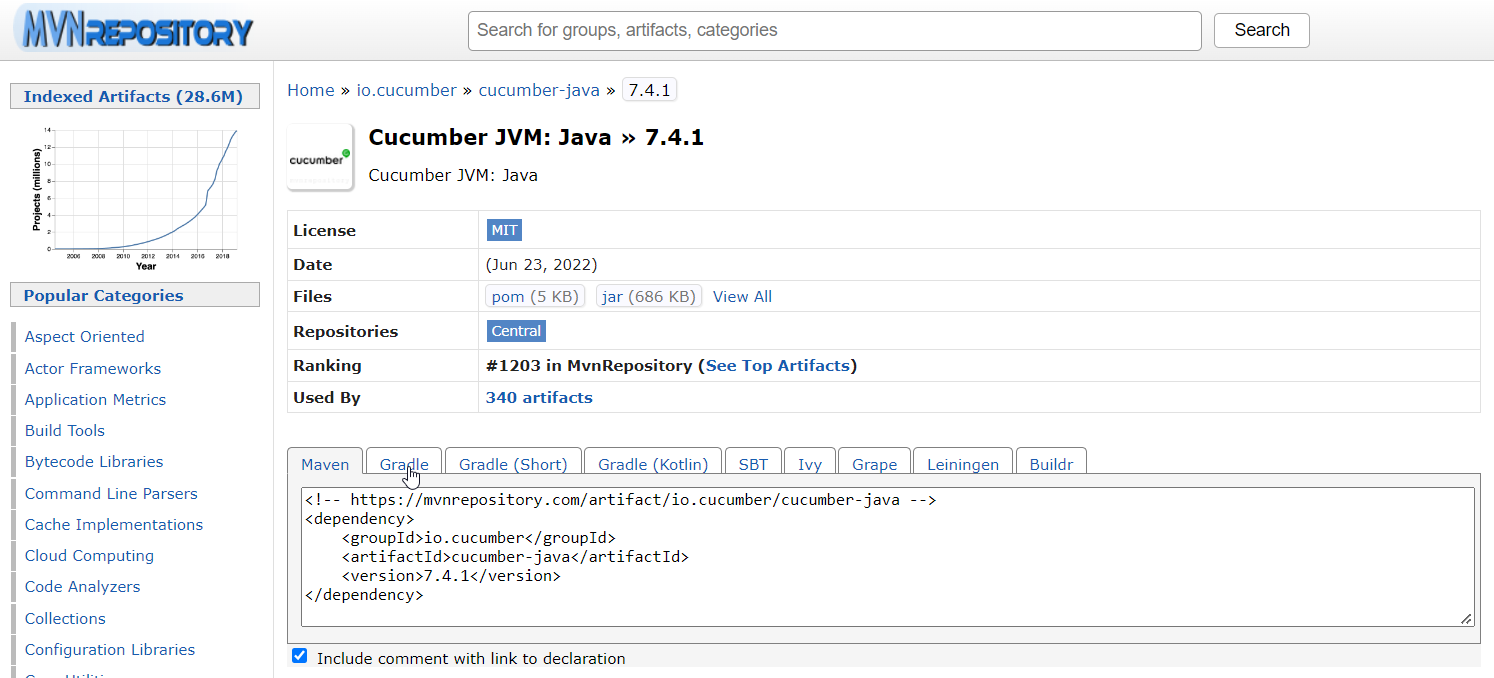 MVNREPOSITORY
Search for groups, artifacts, categories
Search
Indexed Artifacts (28.6M)
Projects (millions)
14
12
10
8
6
4
2
0
2006 2008 2010 2012 2014 2016 2018
Year
Popular Categories
Aspect Oriented
Actor Frameworks
Application Metrics
Build Tools
Bytecode Libraries
Command Line Parsers
Cache Implementations
Cloud Computing
Code Analyzers
Collections
Configuration Libraries
Home » io.cucumber » cucumber-java » 7.4.1
cucumber
Cucumber JVM: Java » 7.4.1
Cucumber JVM: Java
License MIT
Date (Jun 23, 2022)
Files pom (5 KB) jar (686 KB) View All
Repositories Central
Ranking #1203 in MvnRepository (See Top Artifacts)
Used By 340 artifacts
Maven Gradle Gradle (Short) Gradle (Kotlin) SBT Ivy Grape Leiningen Buildr
<!-- https://mvnrepository.com/artifact/io.cucumber/cucumber-java -->
<dependency>
    <groupId>io.cucumber</groupId>
    <artifactId>cucumber-java</artifactId>
    <version>7.4.1</version>
</dependency>
Include comment with link to declaration